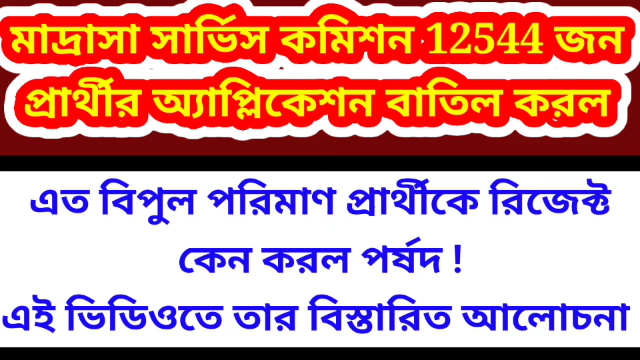 মাদ্রাসা সার্ভিস কমিশন 12544 জন
প্রার্থীর অ্যাপ্লিকেশন বাতিল করল
এত বিপুল পরিমাণ প্রার্থীকে রিজেক্ট
কেন করল পর্ষদ !
এই ভিডিওতে তার বিস্তারিত আলোচনা